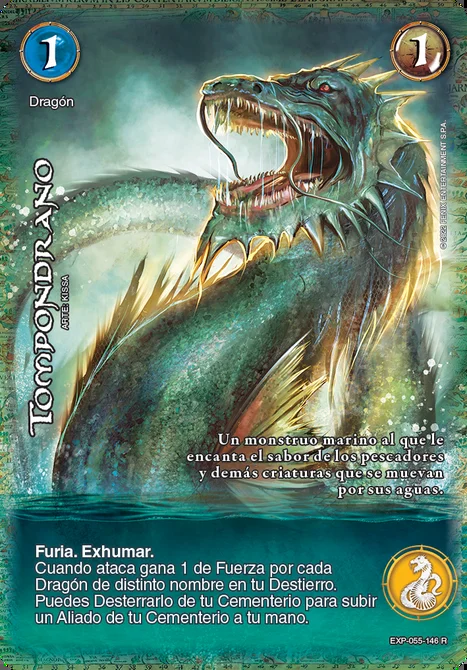 1
1
Dragón
TOMPONDRANO
ARTE: KISSA
© 2022 FENIX ENTERTAINMENT S.P.A.
Un monstruo marino al que le
encanta el sabor de los pescadores
y demás criaturas que se muevan
por sus aguas.
Furia. Exhumar.
Cuando ataca gana 1 de Fuerza por cada
Dragón de distinto nombre en tu Destierro.
Puedes Desterrarlo de tu Cementerio para subir
un Aliado de tu Cementerio a tu mano.
EXP-055-146 R